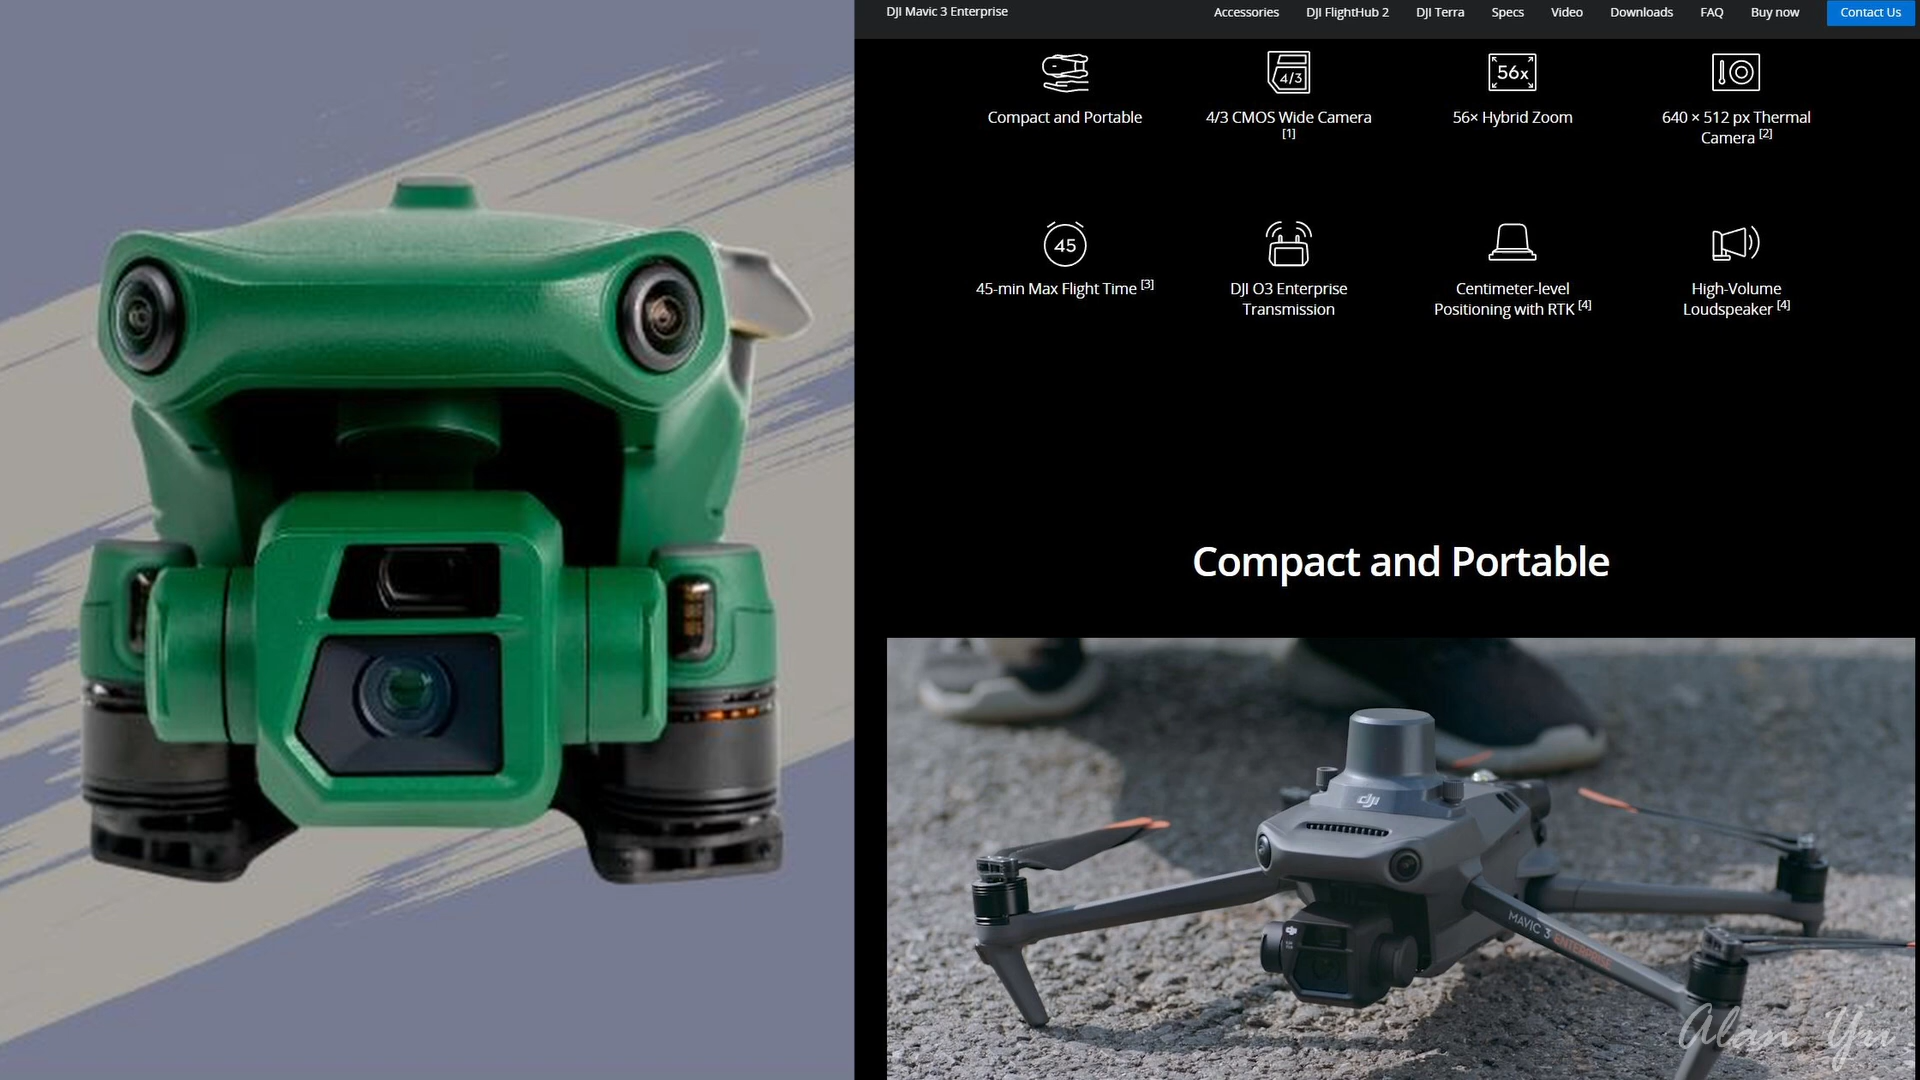 DJI Mavic 3 Enterprise
Accessories
DJI FlightHub 2
DJI Terra
Specs
Video
Downloads
FAQ
Buy now
Contact Us
4/3
56x
Compact and Portable
4/3 CMOS Wide Camera
[1]
56× Hybrid Zoom
640 × 512 px Thermal
Camera [2]
45
45-min Max Flight Time [3]
DJI O3 Enterprise
Transmission
Centimeter-level
Positioning with RTK [4]
High-Volume
Loudspeaker [4]
Compact and Portable
dji
MAVIC 3 ENTERPRISE
Alan Yu